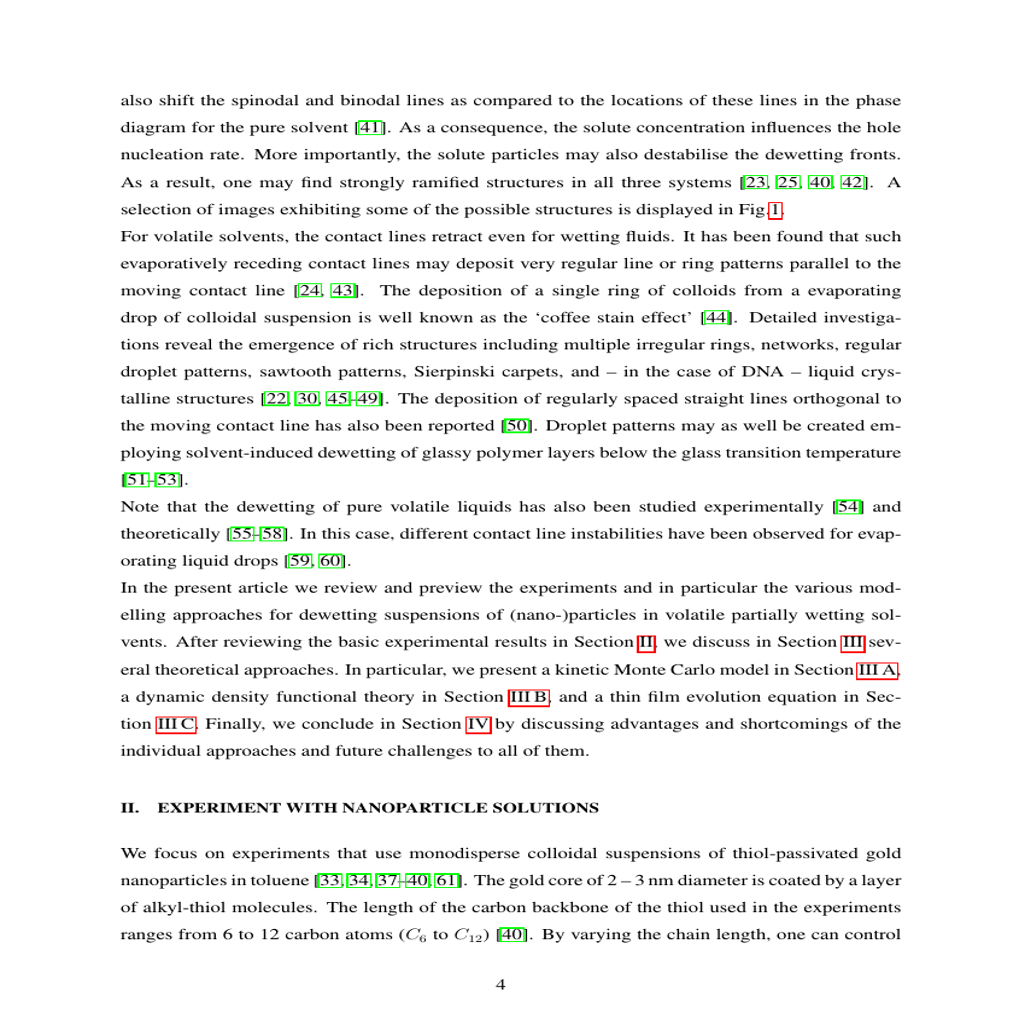 also shift the spinodal and binodal lines as compared to the locations of these lines in the phase
diagram for the pure solvent [41]. As a consequence, the solute concentration influences the hole
nucleation rate. More importantly, the solute particles may also destabilise the dewetting fronts.
As a result, one may find strongly ramified structures in all three systems [23, 25, 40, 42]. A
selection of images exhibiting some of the possible structures is displayed in Fig.1.
For volatile solvents, the contact lines retract even for wetting fluids. It has been found that such
evaporatively receding contact lines may deposit very regular line or ring patterns parallel to the
moving contact line [24, 43]. The deposition of a single ring of colloids from a evaporating
drop of colloidal suspension is well known as the ‘coffee stain effect’ [44]. Detailed investiga-
tions reveal the emergence of rich structures including multiple irregular rings, networks, regular
droplet patterns, sawtooth patterns, Sierpinski carpets, and – in the case of DNA – liquid crys-
talline structures [22, 30, 45–49]. The deposition of regularly spaced straight lines orthogonal to
the moving contact line has also been reported [50]. Droplet patterns may as well be created em-
ploying solvent-induced dewetting of glassy polymer layers below the glass transition temperature
[51–53].
Note that the dewetting of pure volatile liquids has also been studied experimentally [54] and
theoretically [55–58]. In this case, different contact line instabilities have been observed for evap-
orating liquid drops [59, 60].
In the present article we review and preview the experiments and in particular the various mod-
elling approaches for dewetting suspensions of (nano-)particles in volatile partially wetting sol-
vents. After reviewing the basic experimental results in Section II, we discuss in Section III sev-
eral theoretical approaches. In particular, we present a kinetic Monte Carlo model in Section III A,
a dynamic density functional theory in Section III B, and a thin film evolution equation in Sec-
tion III C. Finally, we conclude in Section IV by discussing advantages and shortcomings of the
individual approaches and future challenges to all of them.
II. EXPERIMENT WITH NANOPARTICLE SOLUTIONS
We focus on experiments that use monodisperse colloidal suspensions of thiol-passivated gold
nanoparticles in toluene [33, 34, 37–40, 61]. The gold core of 2 – 3 nm diameter is coated by a layer
of alkyl-thiol molecules. The length of the carbon backbone of the thiol used in the experiments
ranges from 6 to 12 carbon atoms (C6 to C12) [40]. By varying the chain length, one can control
4